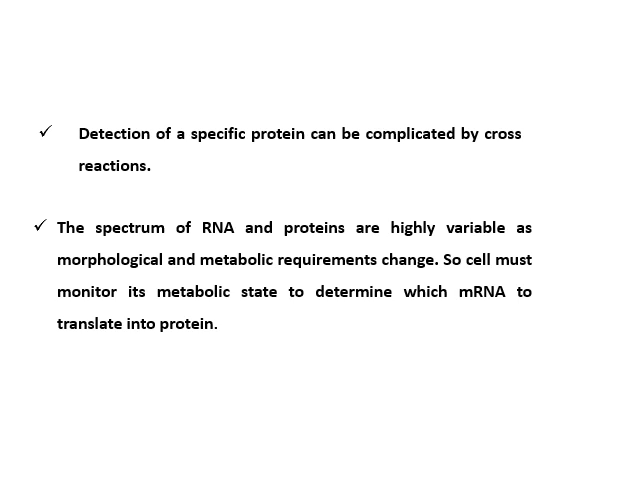 ✓ Detection of a specific protein can be complicated by cross
reactions.
✓ The spectrum of RNA and proteins are highly variable as
morphological and metabolic requirements change. So cell must
monitor its metabolic state to determine which mRNA to
translate into protein.